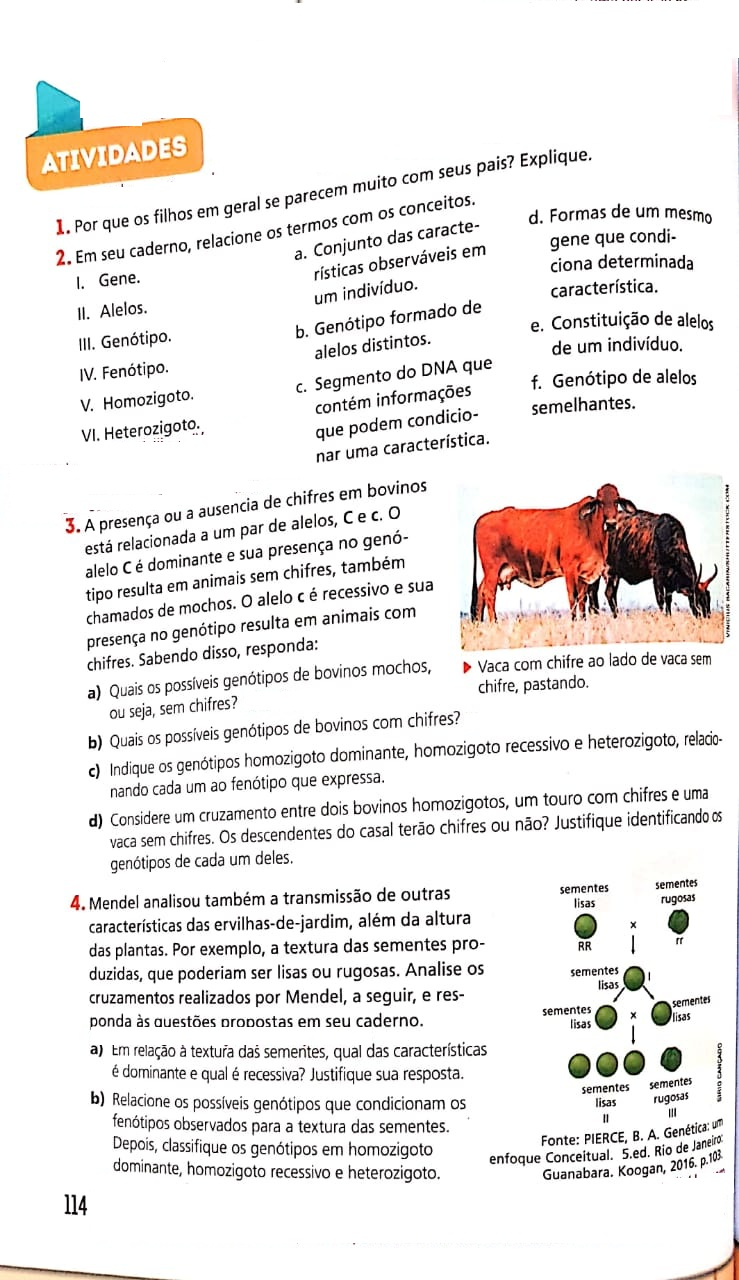 ATIVIDADES
1. Por que os filhos em geral se parecem muito com seus pais? Explique.
2. Em seu caderno, relacione os termos com os conceitos.
I. Gene.
II. Alelos.
III. Genótipo.
IV. Fenótipo.
V. Homozigoto.
VI. Heterozigoto.
a. Conjunto das caracte-
rísticas observáveis em
um indivíduo.
b. Genótipo formado de
alelos distintos.
c. Segmento do DNA que
contém informações
que podem condicio-
nar uma característica.
d. Formas de um mesmo
gene que condi-
ciona determinada
característica.
e. Constituição de alelos
de um indivíduo.
f. Genótipo de alelos
semelhantes.
3. A presença ou a ausencia de chifres em bovinos
está relacionada a um par de alelos, C e c. O
alelo C é dominante e sua presença no genó-
tipo resulta em animais sem chifres, também
chamados de mochos. O alelo c é recessivo e sua
presença no genótipo resulta em animais com
chifres. Sabendo disso, responda:
a) Quais os possíveis genótipos de bovinos mochos,
ou seja, sem chifres?
b) Quais os possíveis genótipos de bovinos com chifres?
c) Indique os genótipos homozigoto dominante, homozigoto recessivo e heterozigoto, relacio-
nando cada um ao fenótipo que expressa.
d) Considere um cruzamento entre dois bovinos homozigotos, um touro com chifres e uma
vaca sem chifres. Os descendentes do casal terão chifres ou não? Justifique identificando os
genótipos de cada um deles.
VINICIUS BACARIN/SHUTTERSTOCK.COM
Vaca com chifre ao lado de vaca sem
chifre, pastando.
4. Mendel analisou também a transmissão de outras
características das ervilhas-de-jardim, além da altura
das plantas. Por exemplo, a textura das sementes pro-
duzidas, que poderiam ser lisas ou rugosas. Analise os
cruzamentos realizados por Mendel, a seguir, e res-
ponda às questões propostas em seu caderno.
a) Em relação à textura das sementes, qual das características
é dominante e qual é recessiva? Justifique sua resposta.
b) Relacione os possíveis genótipos que condicionam os
fenótipos observados para a textura das sementes.
Depois, classifique os genótipos em homozigoto
dominante, homozigoto recessivo e heterozigoto.
sementes
lisas
sementes
rugosas
x
RR
rr
sementes
lisas
I
sementes
lisas
x
sementes
lisas
sementes
lisas
II
sementes
rugosas
III
SIRIO CANÇADO
Fonte: PIERCE, B. A. Genética: um
enfoque Conceitual. 5.ed. Rio de Janeiro:
Guanabara. Koogan, 2016. p.103.
114